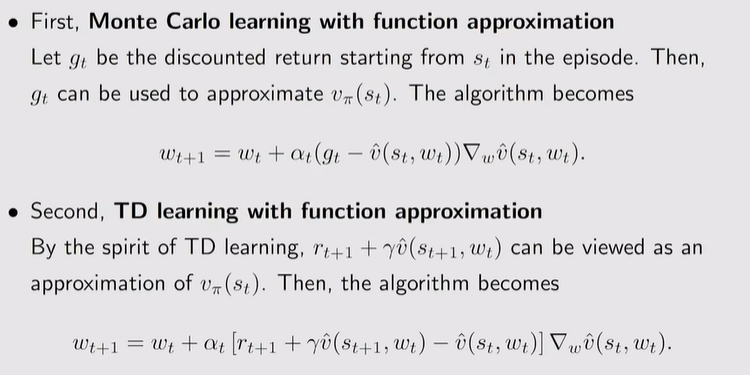 • First, Monte Carlo learning with function approximation
Let g_t be the discounted return starting from s_t in the episode. Then,
g_t can be used to approximate v_π(s_t). The algorithm becomes
w_{t+1} = w_t + α_t(g_t − v̂(s_t, w_t))∇_w v̂(s_t, w_t).
• Second, TD learning with function approximation
By the spirit of TD learning, r_{t+1} + γv̂(s_{t+1}, w_t) can be viewed as an
approximation of v_π(s_t). Then, the algorithm becomes
w_{t+1} = w_t + α_t [r_{t+1} + γv̂(s_{t+1}, w_t) − v̂(s_t, w_t)] ∇_w v̂(s_t, w_t).